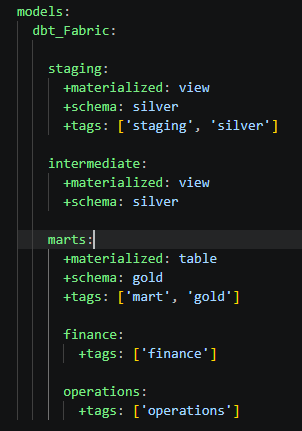 models:
  dbt_Fabric:

    staging:
      +materialized: view
      +schema: silver
      +tags: ['staging', 'silver']

    intermediate:
      +materialized: view
      +schema: silver

    marts:
      +materialized: table
      +schema: gold
      +tags: ['mart', 'gold']

      finance:
        +tags: ['finance']

      operations:
        +tags: ['operations']